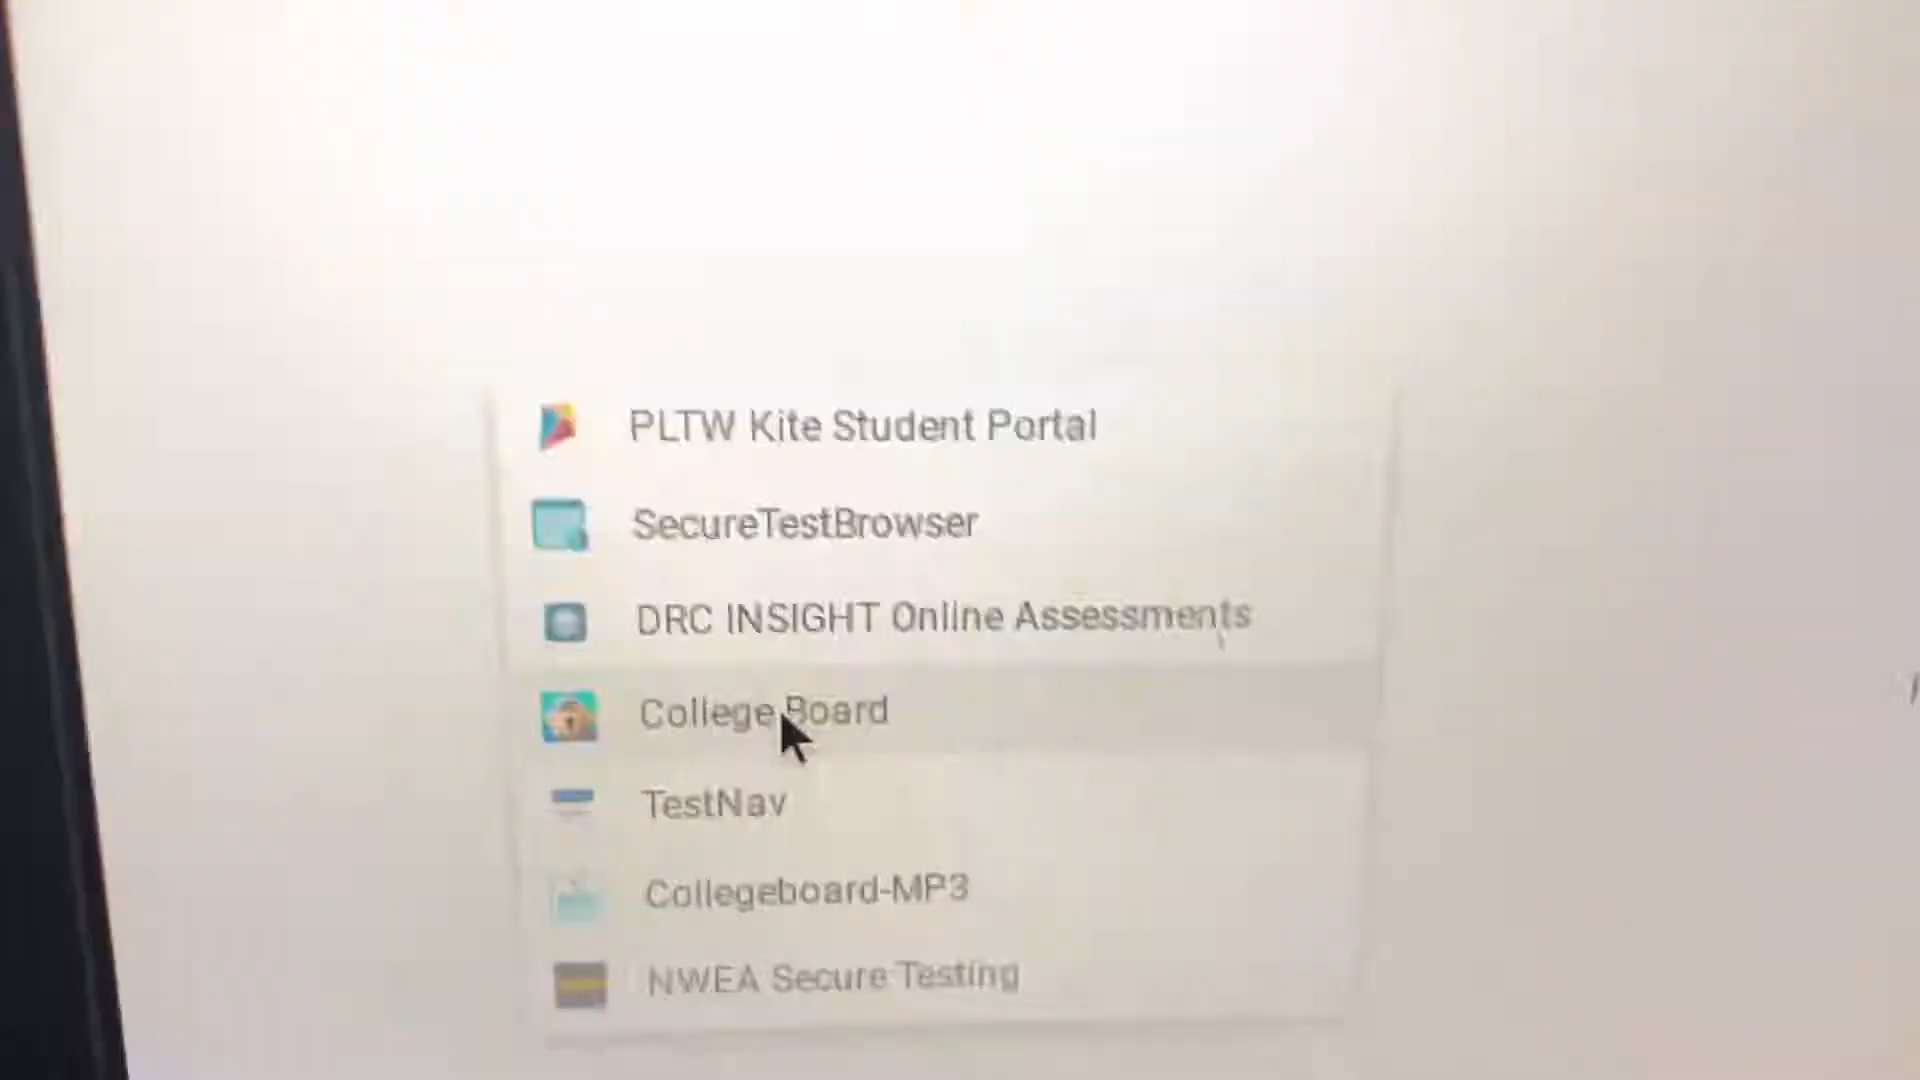 PLTW Kite Student Portal
SecureTestBrowser
DRC INSIGHT Online Assessments
College Board
TestNav
Collegeboard-MP3
NWEA Secure Testing